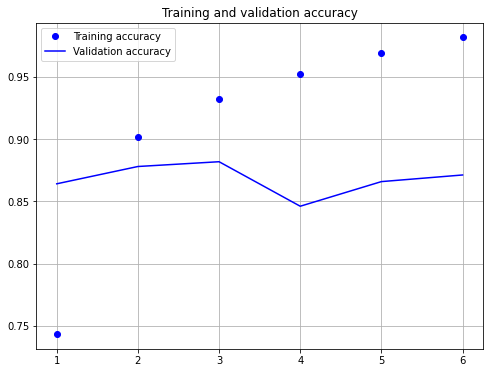 Training and validation accuracy
Training accuracy
Validation accuracy
0.95
0.90
0.85
0.80
0.75
1 2 3 4 5 6